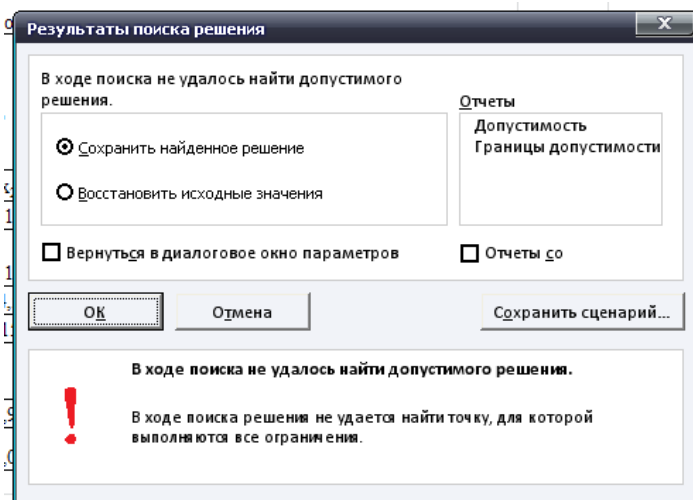 Результаты поиска решения
В ходе поиска не удалось найти допустимого
решения.
Отчеты
Допустимость
Границы допустимости
Сохранить найденное решение
Восстановить исходные значения
Вернуться в диалоговое окно параметров
Отчеты со
ОК
Отмена
Сохранить сценарий...
В ходе поиска не удалось найти допустимого решения.
В ходе поиска решения не удается найти точку, для которой
выполняются все ограничения.